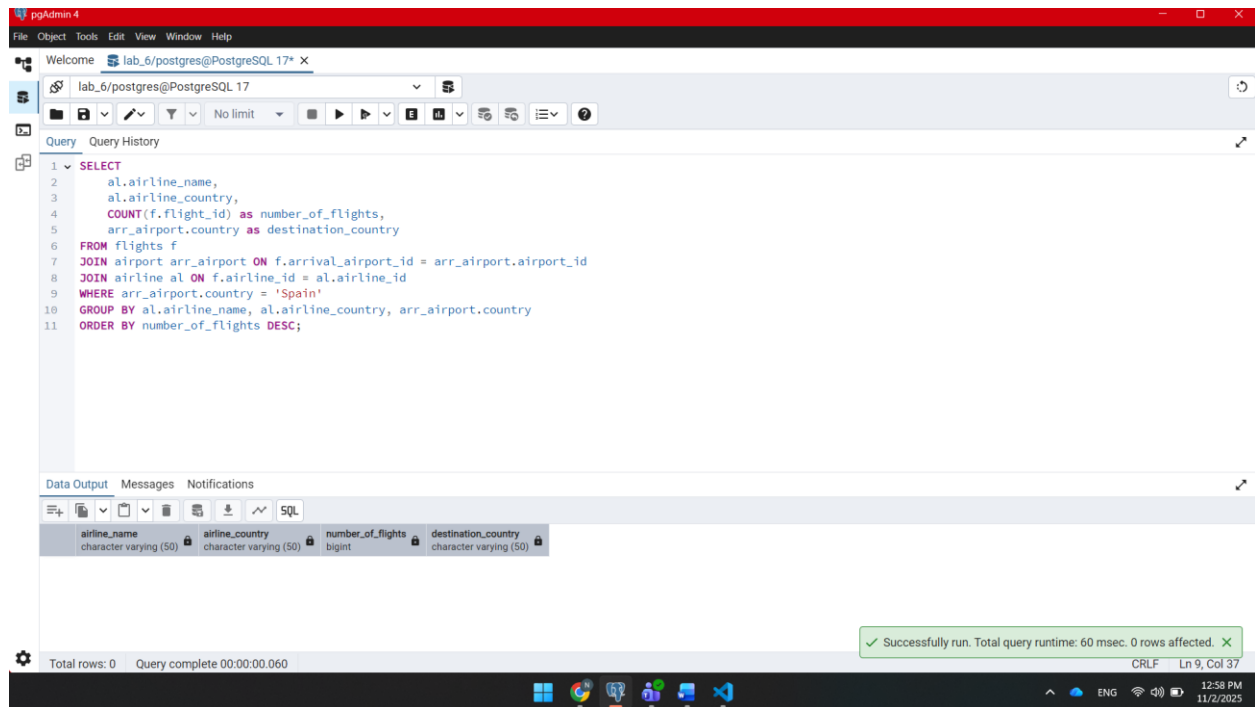 pgAdmin 4
File Object Tools Edit View Window Help
Welcome lab_6/postgres@PostgreSQL 17*
lab_6/postgres@PostgreSQL 17
No limit
Query Query History
1 SELECT
2 al.airline_name,
3 al.airline_country,
4 COUNT(f.flight_id) as number_of_flights,
5 arr_airport.country as destination_country
6 FROM flights f
7 JOIN airport arr_airport ON f.arrival_airport_id = arr_airport.airport_id
8 JOIN airline al ON f.airline_id = al.airline_id
9 WHERE arr_airport.country = 'Spain'
10 GROUP BY al.airline_name, al.airline_country, arr_airport.country
11 ORDER BY number_of_flights DESC;
Data Output Messages Notifications
SQL
airline_name airline_country number_of_flights destination_country
character varying (50) character varying (50) bigint character varying (50)
Successfully run. Total query runtime: 60 msec. 0 rows affected.
Total rows: 0 Query complete 00:00:00.060 CRLF Ln 9, Col 37
ENG 12:58 PM
11/2/2025